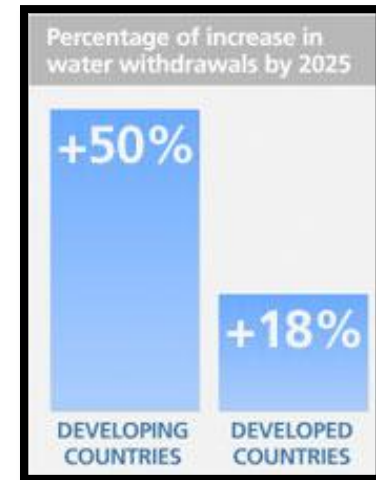 Percentage of increase in
water withdrawals by 2025
+50%
+18%
DEVELOPING
COUNTRIES
DEVELOPED
COUNTRIES